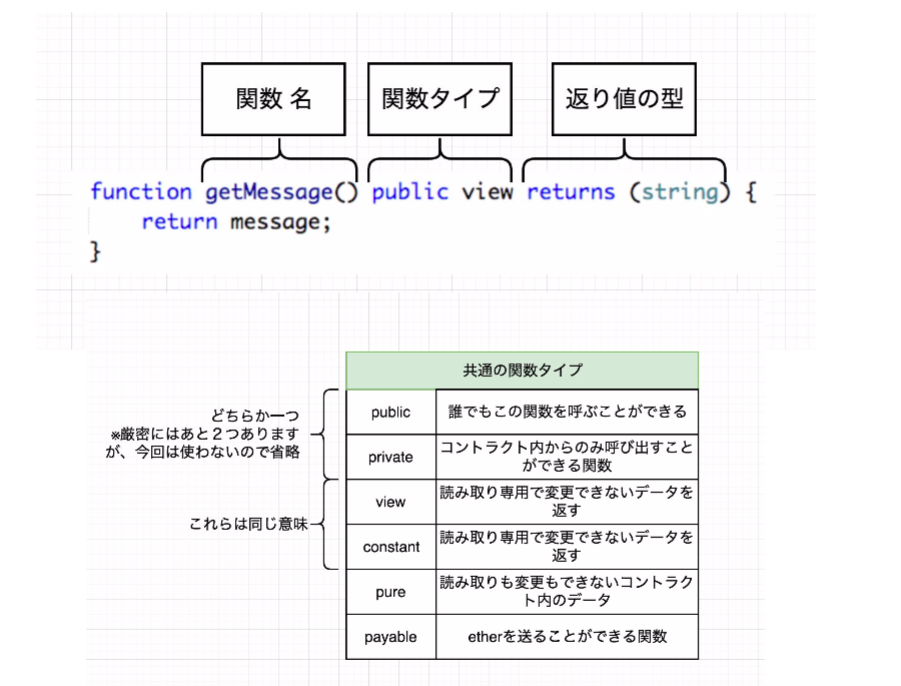 関数 名
関数タイプ
返り値の型
function getMessage() public view returns (string) {
return message;
}
共通の関数タイプ
どちらか一つ
※厳密にはあと２つあります
が、今回は使わないので省略
public
誰でもこの関数を呼ぶことができる
private
コントラクト内からのみ呼び出すこと
ができる関数
これらは同じ意味
view
読み取り専用で変更できないデータを
返す
constant
読み取り専用で変更できないデータを
返す
pure
読み取りも変更もできないコントラク
ト内のデータ
payable
etherを送ることができる関数